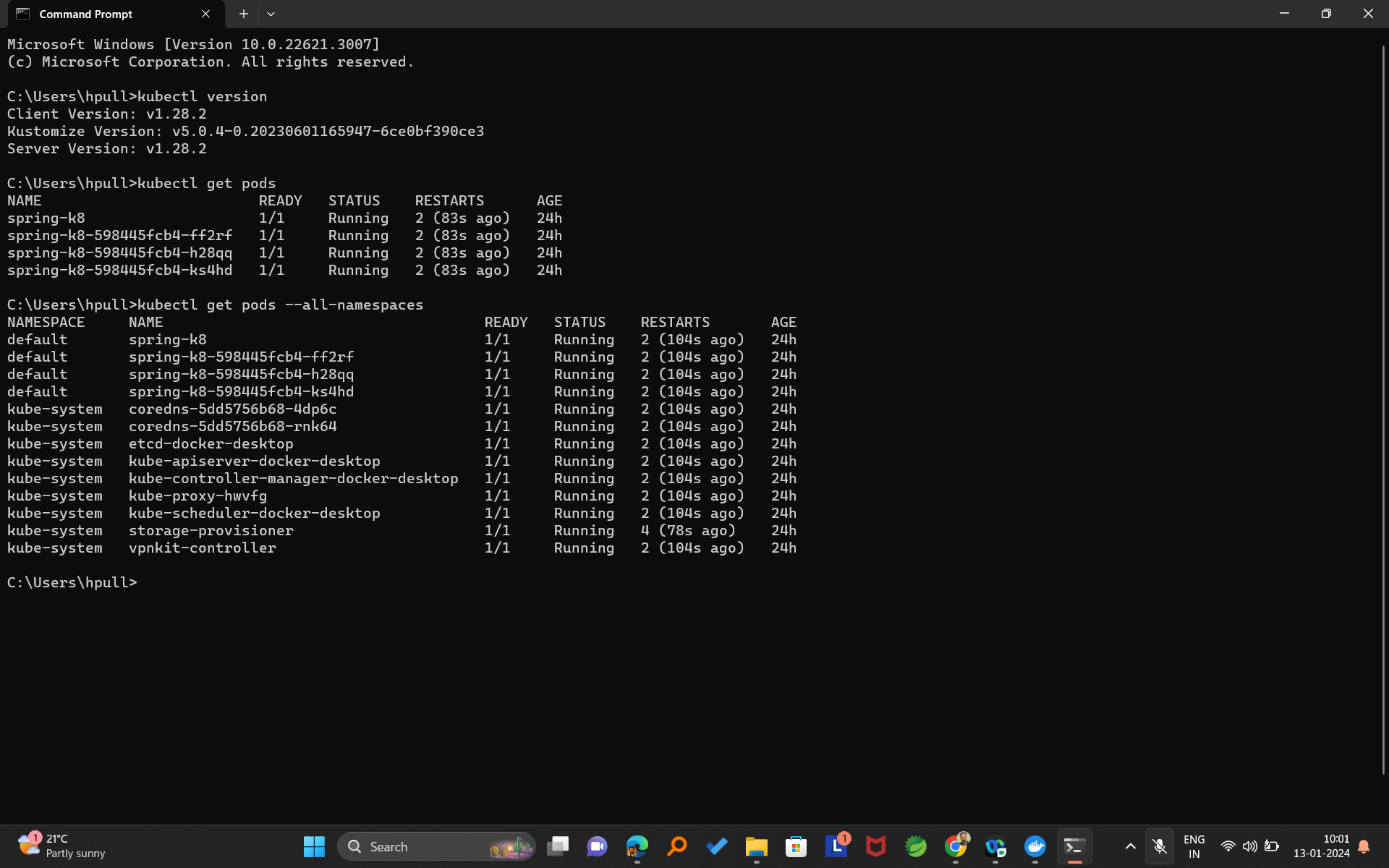 Command Prompt
Microsoft Windows [Version 10.0.22621.3007]
(c) Microsoft Corporation. All rights reserved.
C:\Users\hpull>kubectl version
Client Version: v1.28.2
Kustomize Version: v5.0.4-0.20230601165947-6ce0bf390ce3
Server Version: v1.28.2
C:\Users\hpull>kubectl get pods
NAME READY STATUS RESTARTS AGE
spring-k8 1/1 Running 2 (83s ago) 24h
spring-k8-598445fcb4-ff2rf 1/1 Running 2 (83s ago) 24h
spring-k8-598445fcb4-h28qq 1/1 Running 2 (83s ago) 24h
spring-k8-598445fcb4-ks4hd 1/1 Running 2 (83s ago) 24h
C:\Users\hpull>kubectl get pods --all-namespaces
NAMESPACE NAME READY STATUS RESTARTS AGE
default spring-k8 1/1 Running 2 (104s ago) 24h
default spring-k8-598445fcb4-ff2rf 1/1 Running 2 (104s ago) 24h
default spring-k8-598445fcb4-h28qq 1/1 Running 2 (104s ago) 24h
default spring-k8-598445fcb4-ks4hd 1/1 Running 2 (104s ago) 24h
kube-system coredns-5dd5756b68-4dp6c 1/1 Running 2 (104s ago) 24h
kube-system coredns-5dd5756b68-rnk64 1/1 Running 2 (104s ago) 24h
kube-system etcd-docker-desktop 1/1 Running 2 (104s ago) 24h
kube-system kube-apiserver-docker-desktop 1/1 Running 2 (104s ago) 24h
kube-system kube-controller-manager-docker-desktop 1/1 Running 2 (104s ago) 24h
kube-system kube-proxy-hwvfg 1/1 Running 2 (104s ago) 24h
kube-system kube-scheduler-docker-desktop 1/1 Running 2 (104s ago) 24h
kube-system storage-provisioner 1/1 Running 4 (78s ago) 24h
kube-system vpnkit-controller 1/1 Running 2 (104s ago) 24h
C:\Users\hpull>
1 21°C
Partly sunny
Search
L 1
ENG
IN
10:01
13-01-2024